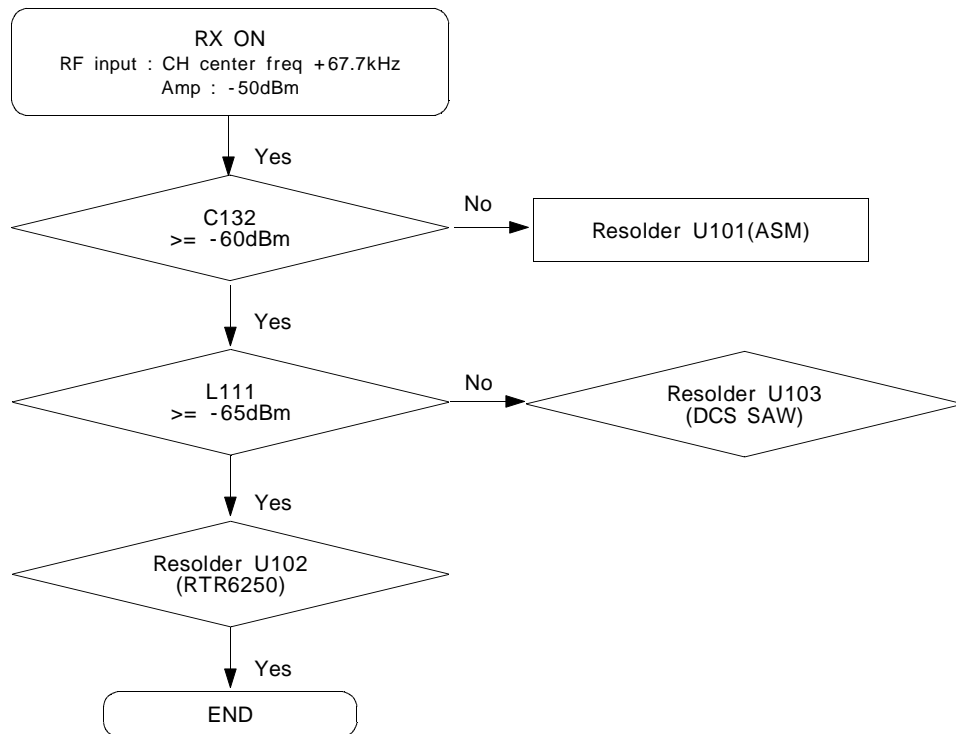 RX ON
RF input : CH center freq +67.7kHz
Amp : -50dBm
Yes
C132
>= -60dBm
No
Resolder U101(ASM)
Yes
L111
>= -65dBm
No
Resolder U103
(DCS SAW)
Yes
Resolder U102
(RTR6250)
Yes
END